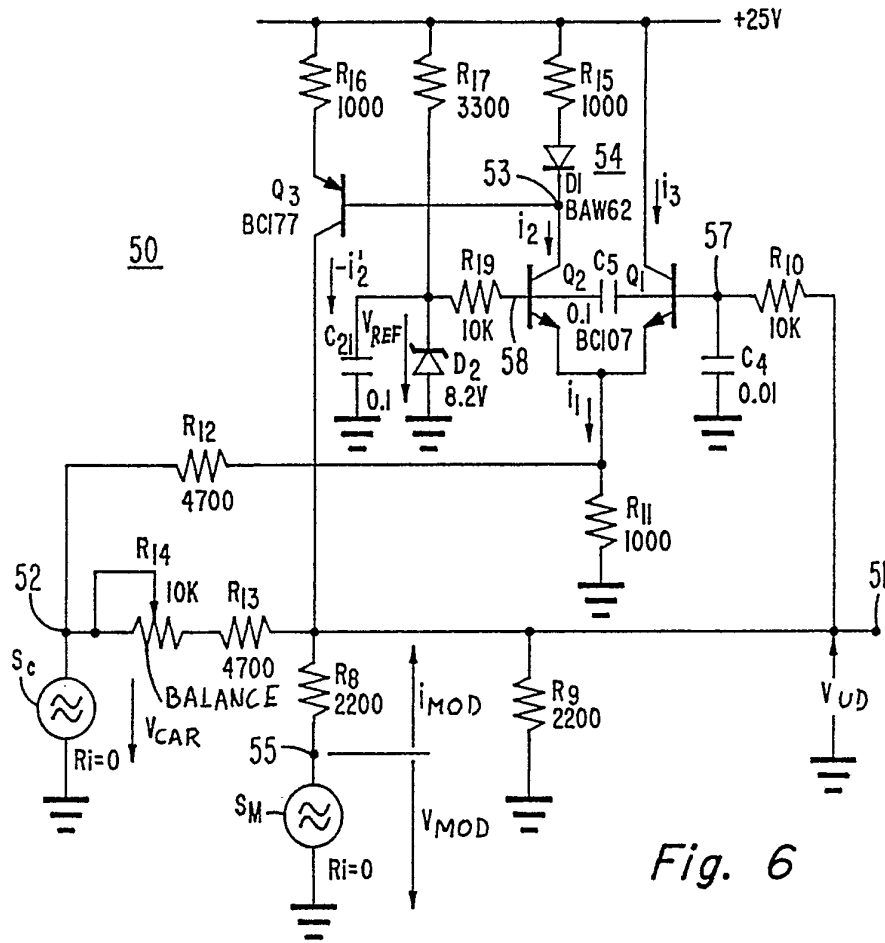 +25V
R16
1000
R17
3300
R15
1000
54
53
D1
BAW62
i3
Q3
BC177
50
i2
57
-i2'
R19
10K
Q2
C5
0.1
Q1
R10
10K
BC107
58
C21
0.1
VREF
D2
8.2V
C4
0.01
i1
R12
4700
R11
1000
R14
10K
52
R13
4700
51
Sc
BALANCE
VCAR
Ri=0
R8
2200
iMOD
R9
2200
VUD
55
SM
VMOD
Ri=0
Fig. 6